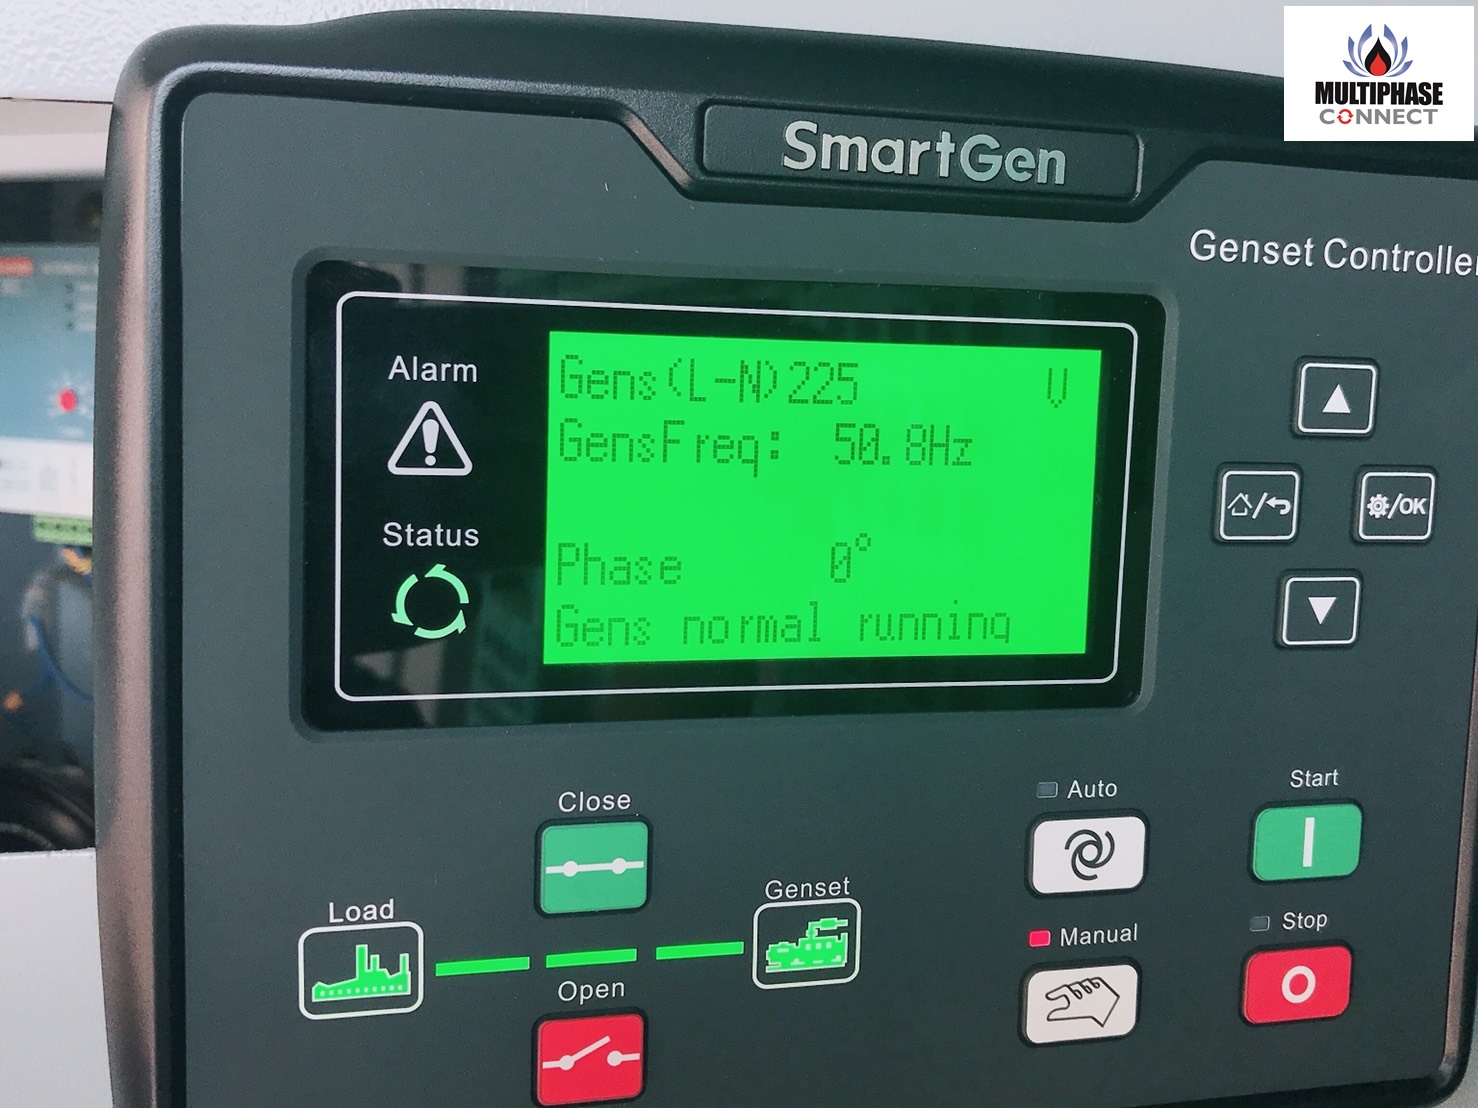 MULTIPHASE
CONNECT
SmartGen
Genset Controller
Alarm
Gens(L-N)225 V
GensFreq: 50.8Hz
Status
Phase 0°
Gens normal running
/OK
Close
Auto
Start
Load
Genset
Manual
Stop
Open